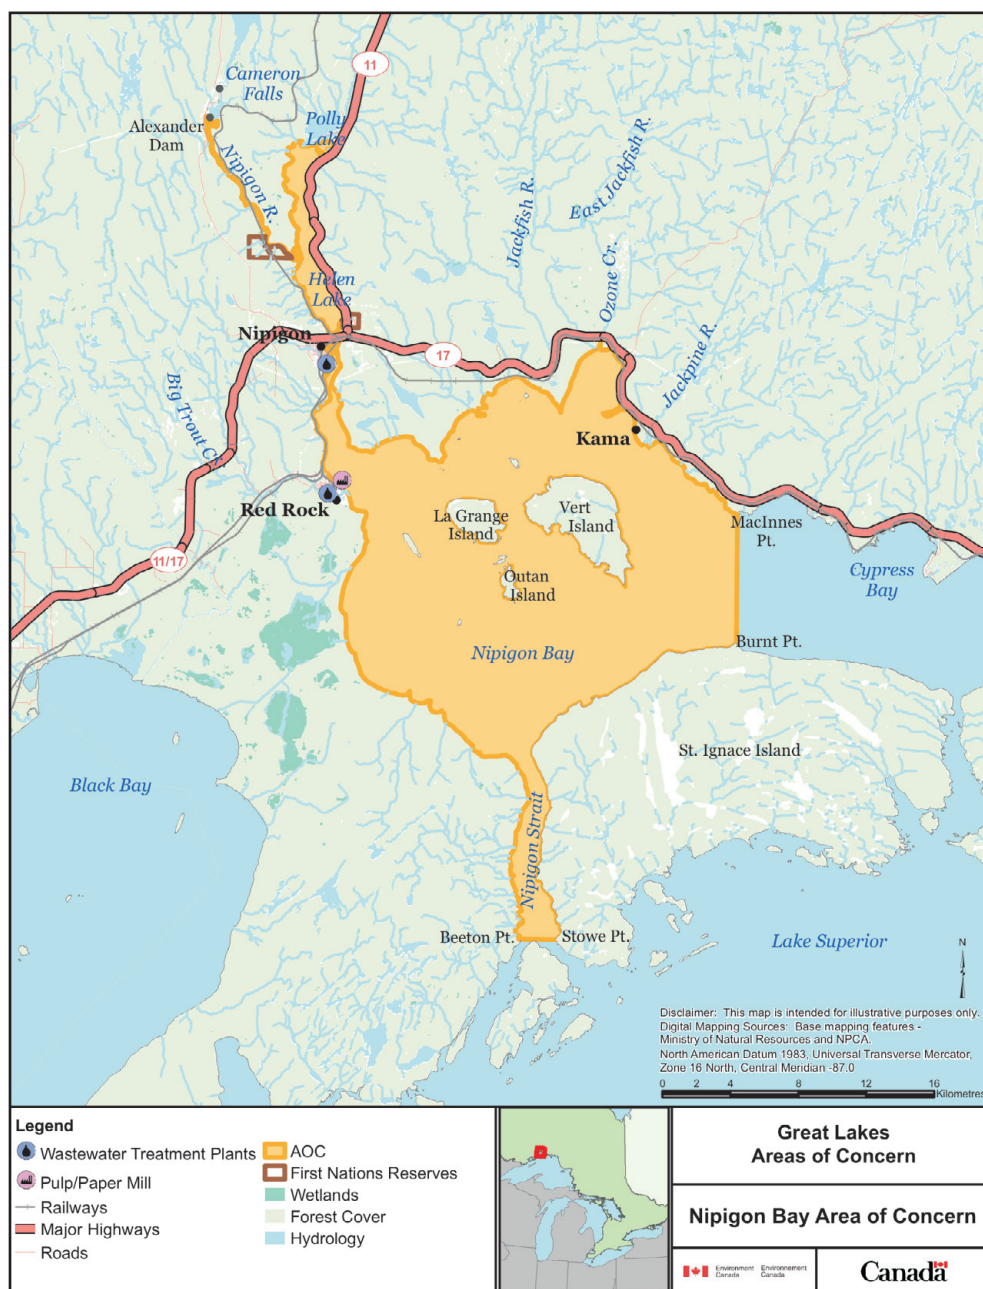 Cameron
Falls
11
Polly
Lake
Alexander
Dam
Nipigon R.
Jackfish R.
East Jackfish R.
Ozone Cr.
Helen
Lake
Nipigon
17
Jackpine R.
Big Trout Cr.
Kama
Red Rock
La Grange
Island
Vert
Island
MacInnes
Pt.
11/17
Outan
Island
Cypress
Bay
Nipigon Bay
Burnt Pt.
St. Ignace Island
Black Bay
Nipigon Strait
Beeton Pt.
Stowe Pt.
Lake Superior
N
Disclaimer: This map is intended for illustrative purposes only.
Digital Mapping Sources: Base mapping features -
Ministry of Natural Resources and NPCA.
North American Datum 1983, Universal Transverse Mercator,
Zone 16 North, Central Meridian -87.0
0 2 4 8 12 16
Kilometres
Legend
Wastewater Treatment Plants
Pulp/Paper Mill
Railways
Major Highways
Roads
AOC
First Nations Reserves
Wetlands
Forest Cover
Hydrology
Great Lakes
Areas of Concern
Nipigon Bay Area of Concern
Environment
Canada
Environnement
Canada
Canada